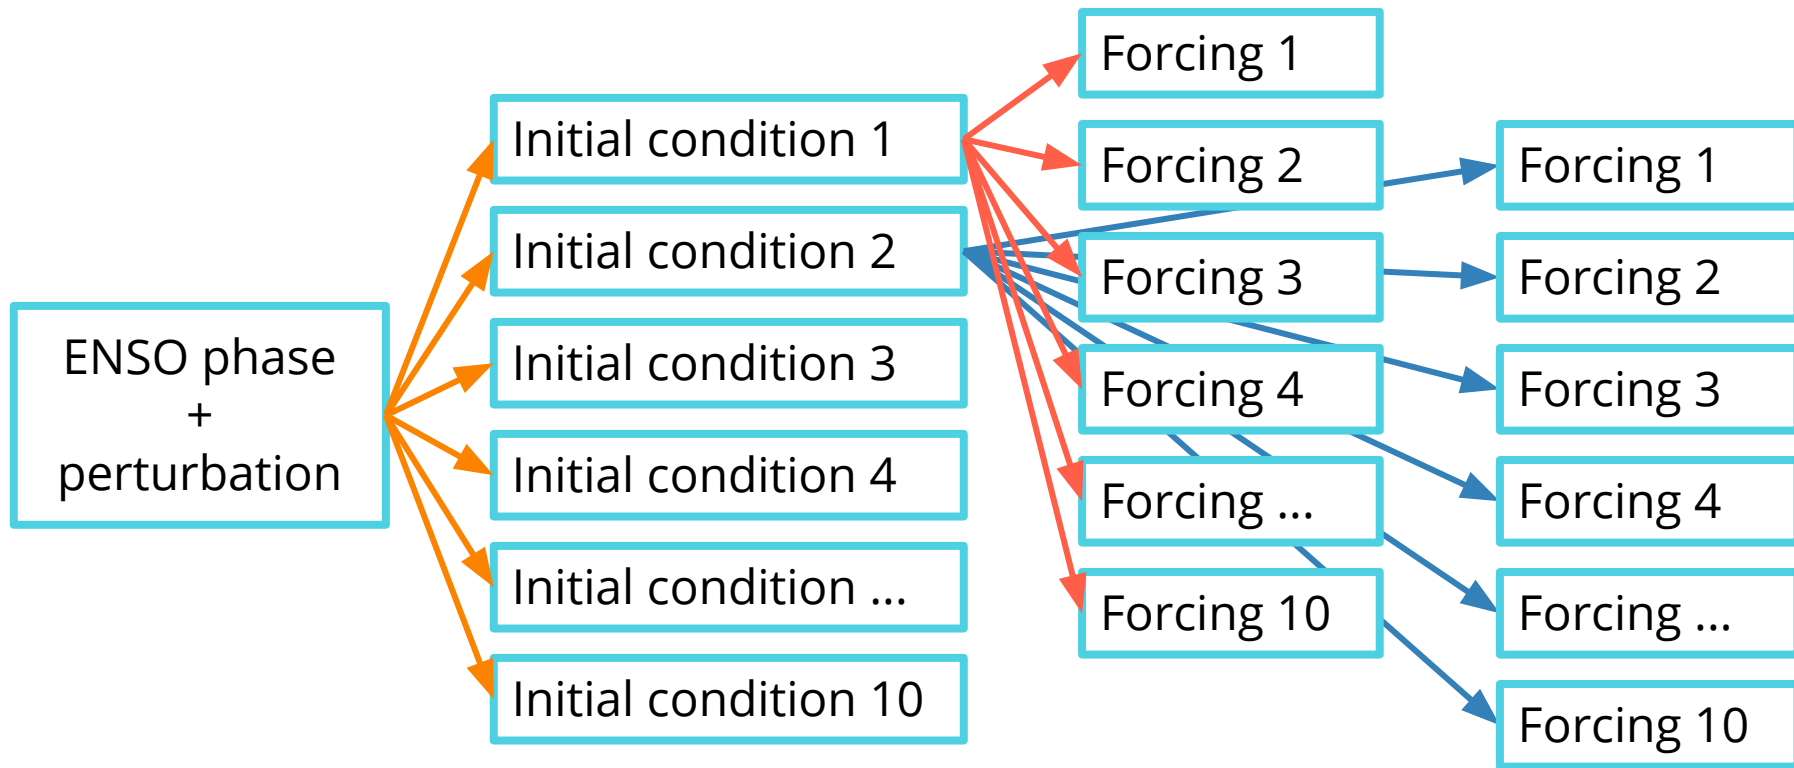 ENSO phase
+
perturbation
Initial condition 1
Initial condition 2
Initial condition 3
Initial condition 4
Initial condition ...
Initial condition 10
Forcing 1
Forcing 2
Forcing 3
Forcing 4
Forcing ...
Forcing 10
Forcing 1
Forcing 2
Forcing 3
Forcing 4
Forcing ...
Forcing 10